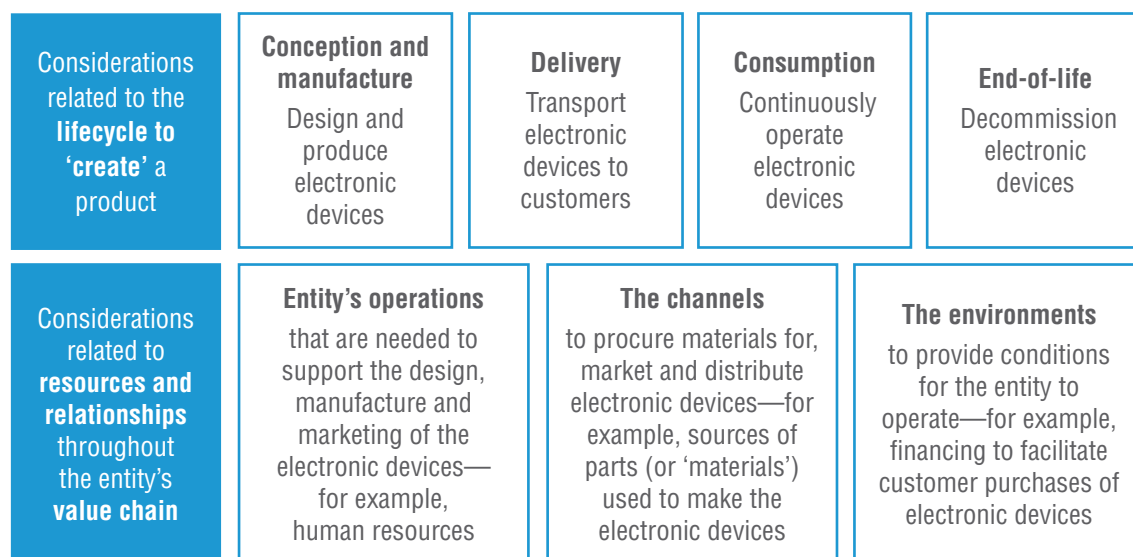 Considerations
related to the
lifecycle to
‘create’ a
product
Conception and
manufacture
Design and
produce
electronic
devices
Delivery
Transport
electronic
devices to
customers
Consumption
Continuously
operate
electronic
devices
End-of-life
Decommission
electronic
devices
Considerations
related to
resources and
relationships
throughout
the entity’s
value chain
Entity’s operations
that are needed to
support the design,
manufacture and
marketing of the
electronic devices—
for example,
human resources
The channels
to procure materials for,
market and distribute
electronic devices—for
example, sources of
parts (or ‘materials’)
used to make the
electronic devices
The environments
to provide conditions
for the entity to
operate—for example,
financing to facilitate
customer purchases of
electronic devices